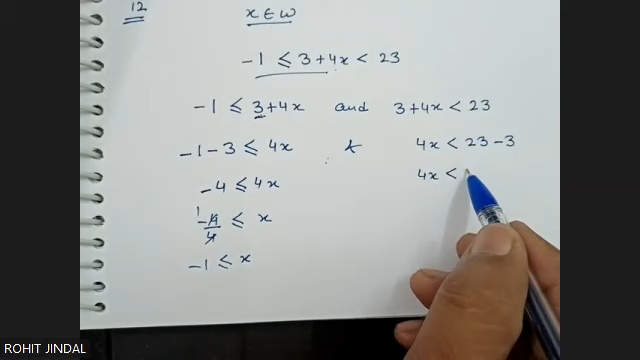 12
x ∈ W
-1 ≤ 3 + 4x < 23
-1 ≤ 3 + 4x and 3 + 4x < 23
-1 - 3 ≤ 4x & 4x < 23 - 3
-4 ≤ 4x 4x <
-4/4 ≤ x
1
-1 ≤ x
ROHIT JINDAL